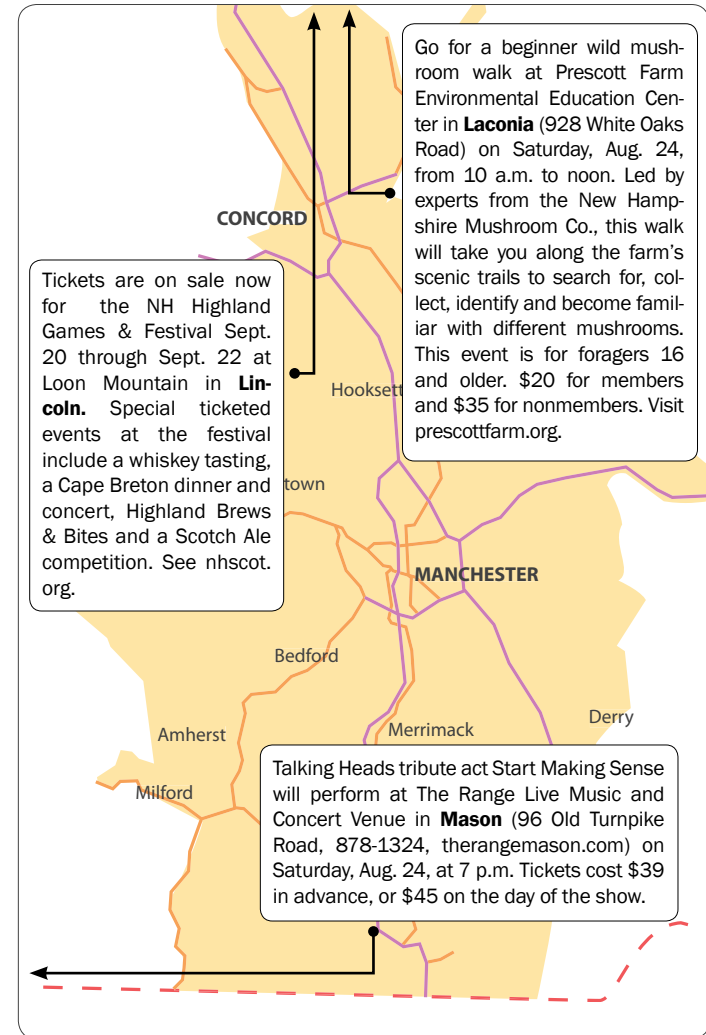 Go for a beginner wild mush-
room walk at Prescott Farm
Environmental Education Cen-
ter in Laconia (928 White Oaks
Road) on Saturday, Aug. 24,
from 10 a.m. to noon. Led by
experts from the New Hamp-
shire Mushroom Co., this walk
will take you along the farm’s
scenic trails to search for, col-
lect, identify and become famil-
iar with different mushrooms.
This event is for foragers 16
and older. $20 for members
and $35 for nonmembers. Visit
prescottfarm.org.
CONCORD
Tickets are on sale now
for the NH Highland
Games & Festival Sept.
20 through Sept. 22 at
Loon Mountain in Lin-
coln. Special ticketed
events at the festival
include a whiskey tasting,
a Cape Breton dinner and
concert, Highland Brews
& Bites and a Scotch Ale
competition. See nhscot.
org.
Hooksett
town
MANCHESTER
Bedford
Amherst
Merrimack
Derry
Milford
Talking Heads tribute act Start Making Sense
will perform at The Range Live Music and
Concert Venue in Mason (96 Old Turnpike
Road, 878-1324, therangemason.com) on
Saturday, Aug. 24, at 7 p.m. Tickets cost $39
in advance, or $45 on the day of the show.